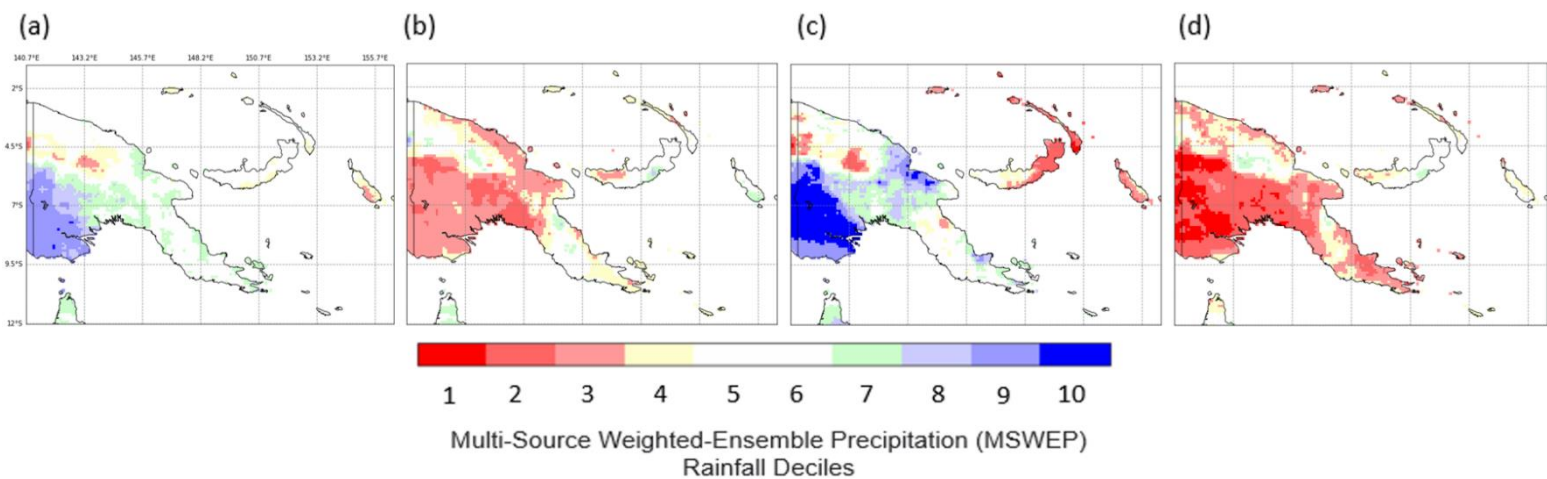 (a) (b) (c) (d)
140.7°E 143.2°E 145.7°E 148.2°E 150.7°E 153.2°E 155.7°E
2°S
4.5°S
7°S
9.5°S
12°S
1 2 3 4 5 6 7 8 9 10
Multi-Source Weighted-Ensemble Precipitation (MSWEP)
Rainfall Deciles